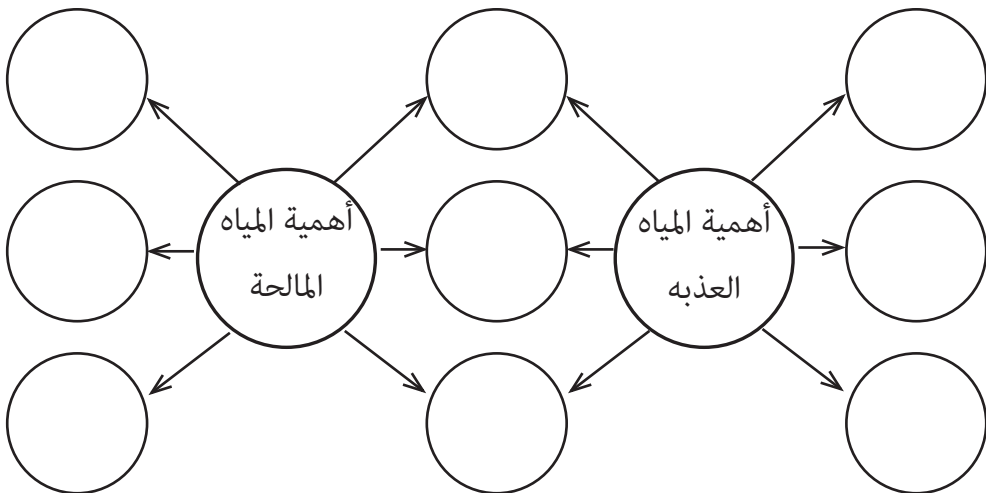 أهمية المياه
العذبه
أهمية المياه
المالحة